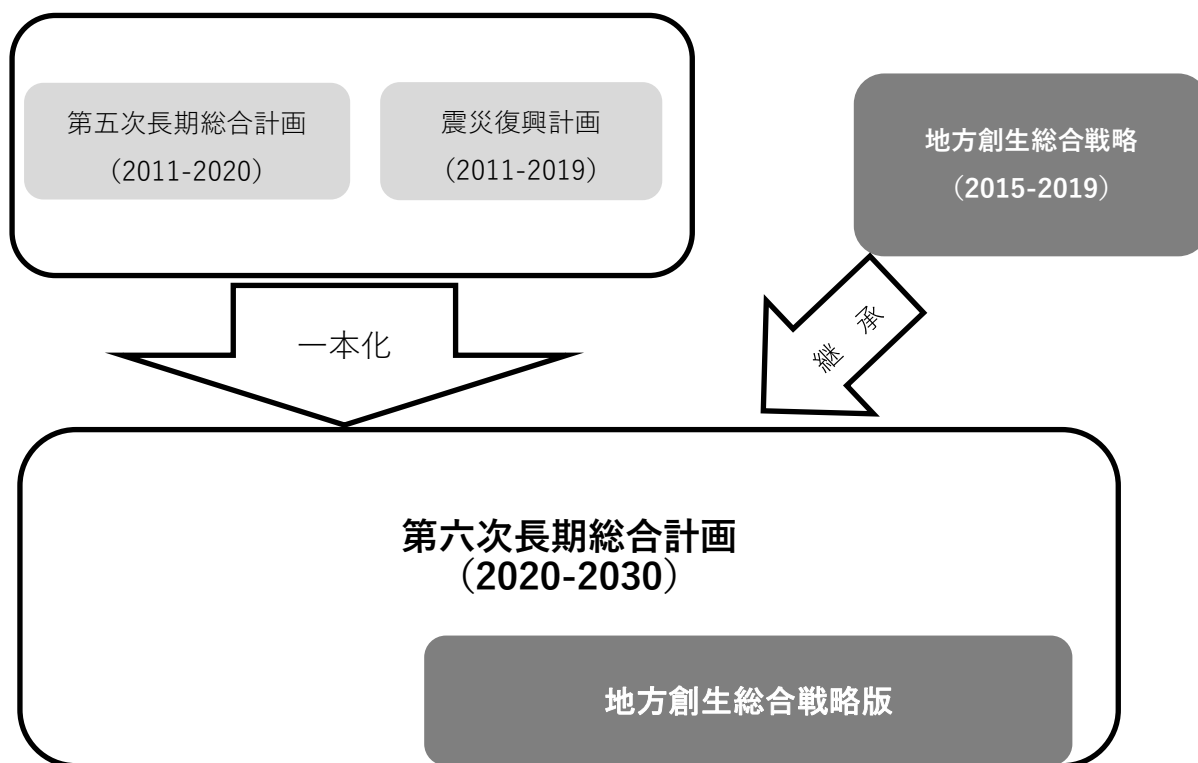 第五次長期総合計画
（2011-2020）
震災復興計画
（2011-2019）
地方創生総合戦略
（2015-2019）
一本化
継 承
第六次長期総合計画
（2020-2030）
地方創生総合戦略版